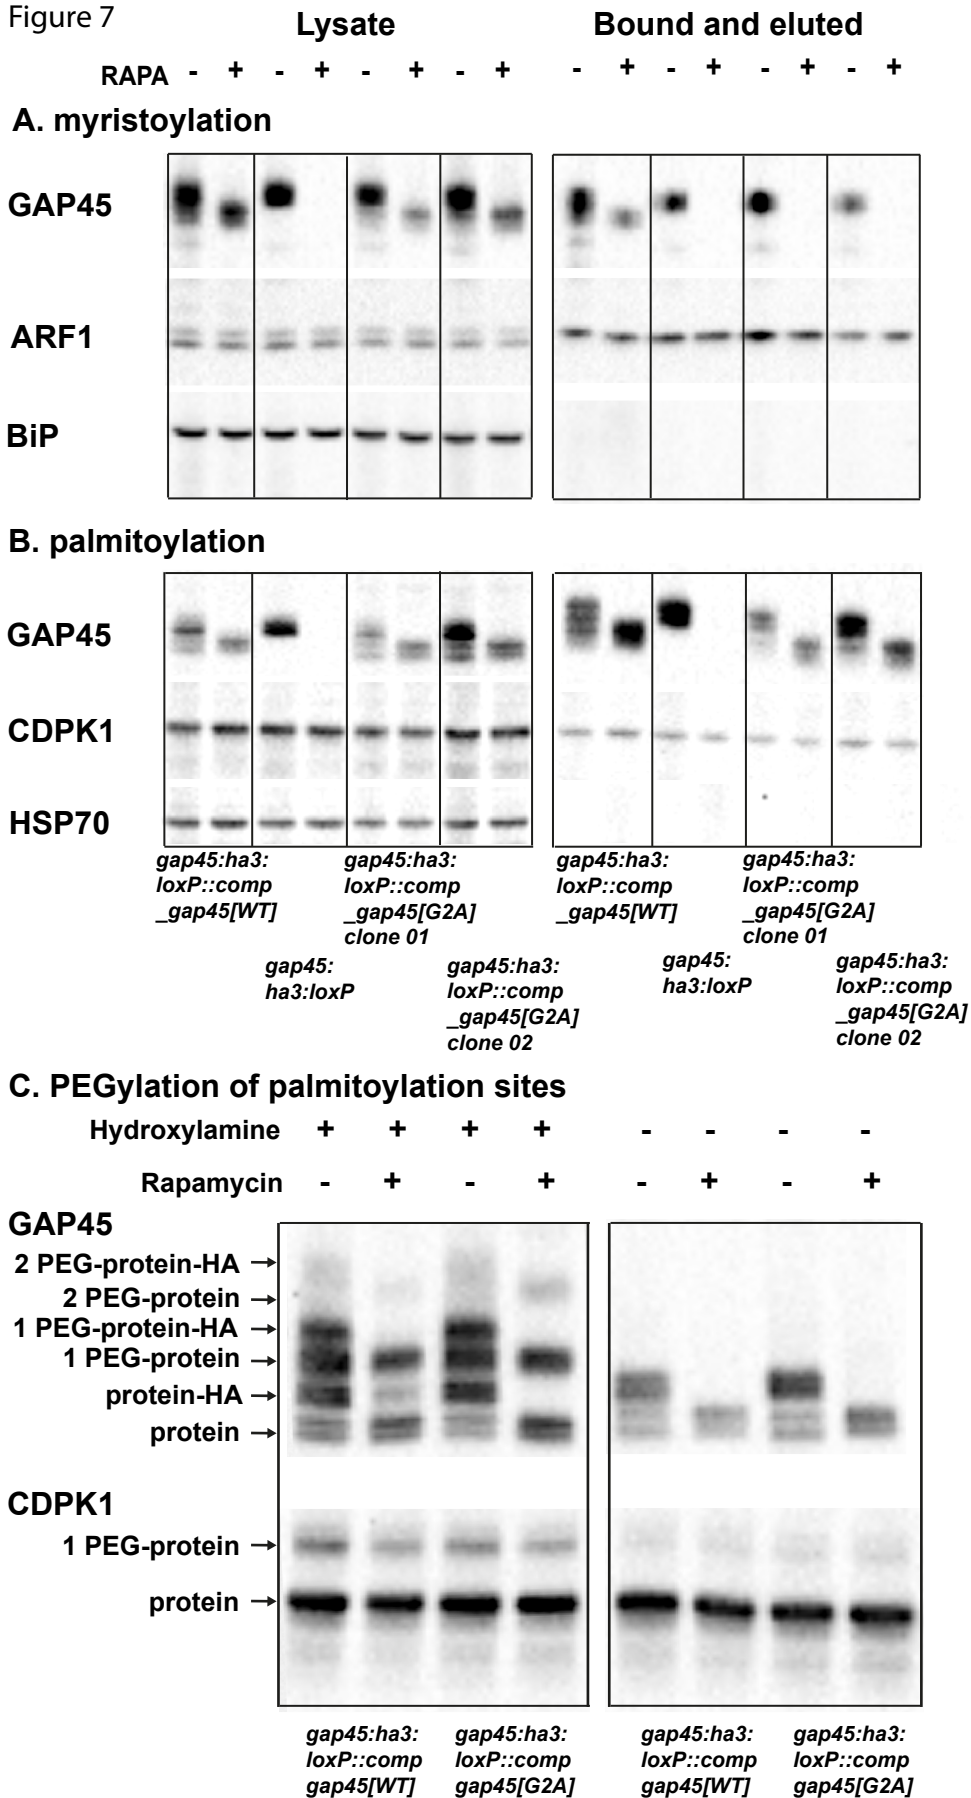 Figure 7
Lysate Bound and eluted
RAPA - + - + - + - + - + - + - + - +
A. myristoylation
GAP45
ARF1
BiP
B. palmitoylation
GAP45
CDPK1
HSP70
gap45:ha3: gap45:ha3: gap45:ha3: gap45:ha3:
loxP::comp loxP::comp loxP::comp loxP::comp
_gap45[WT] _gap45[G2A] _gap45[WT] _gap45[G2A]
clone 01 clone 01
gap45: gap45:ha3: gap45: gap45:ha3:
ha3:loxP loxP::comp ha3:loxP loxP::comp
_gap45[G2A] _gap45[G2A]
clone 02 clone 02
C. PEGylation of palmitoylation sites
Hydroxylamine + + + + - - - -
Rapamycin - + - + - + - +
GAP45
2 PEG-protein-HA →
2 PEG-protein →
1 PEG-protein-HA →
1 PEG-protein →
protein-HA →
protein →
CDPK1
1 PEG-protein →
protein →
gap45:ha3: gap45:ha3: gap45:ha3: gap45:ha3:
loxP::comp loxP::comp loxP::comp loxP::comp
gap45[WT] gap45[G2A] gap45[WT] gap45[G2A]